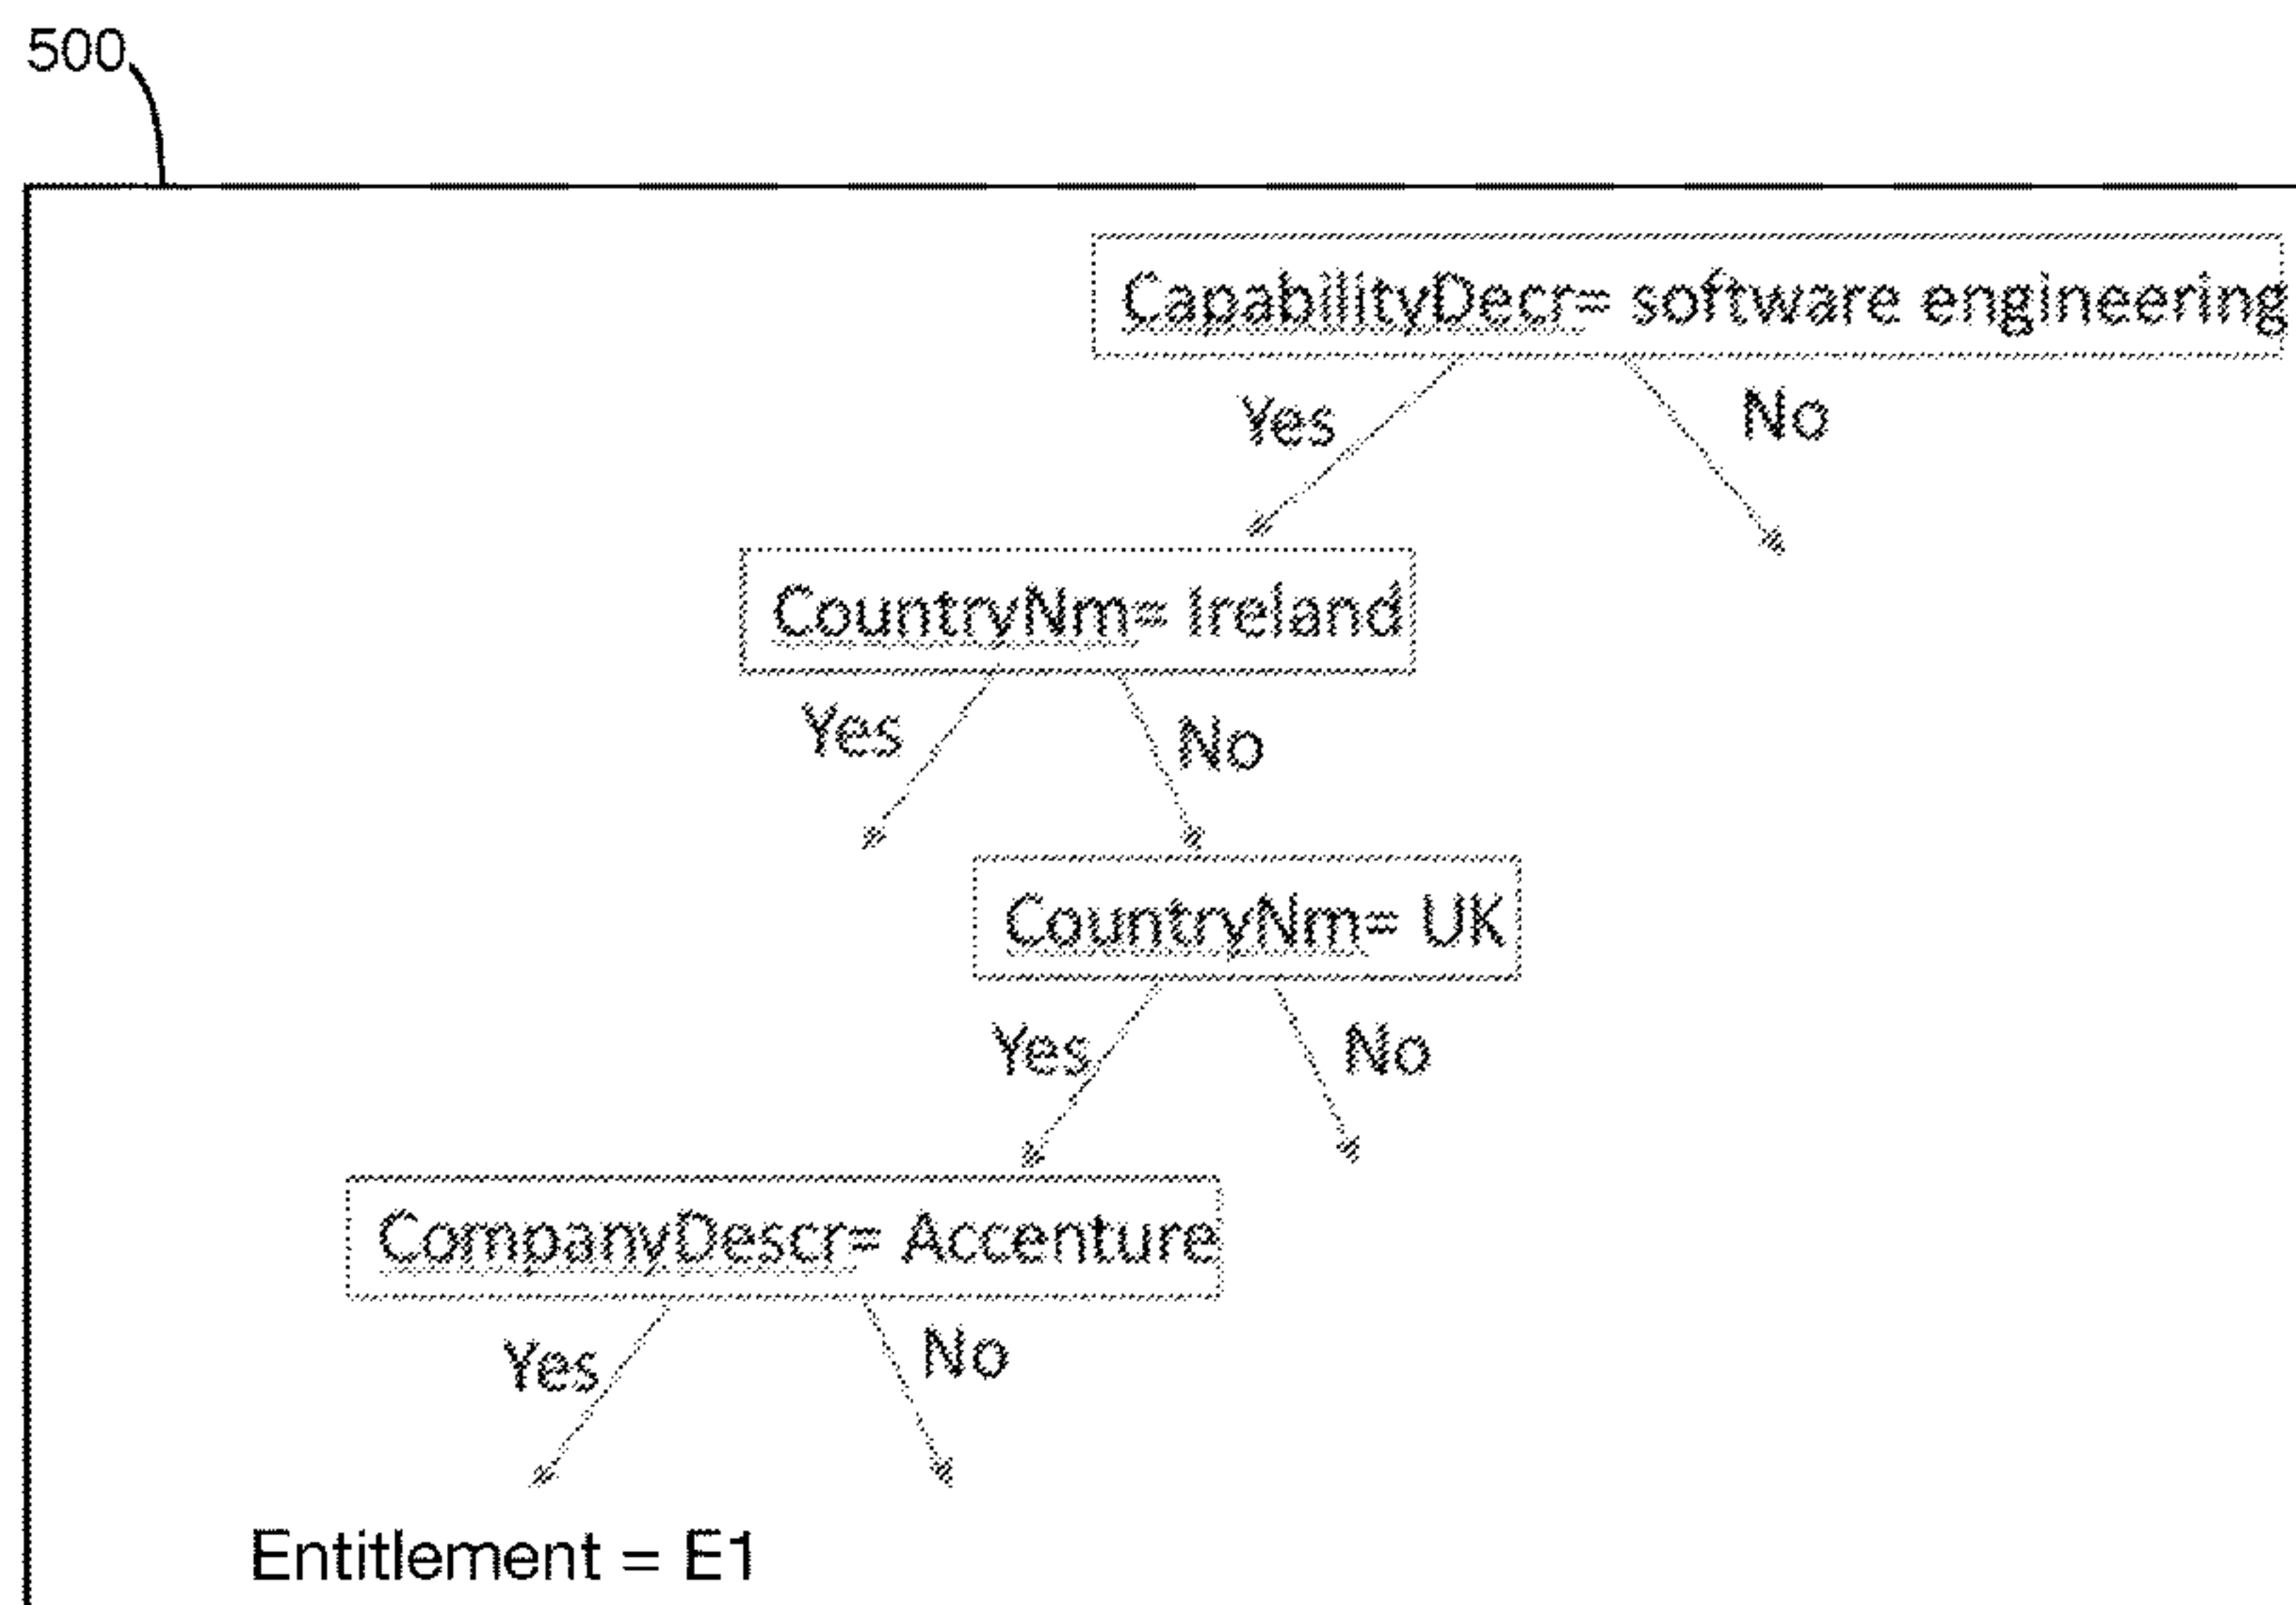 500
CapabilityDecr= software engineering
Yes
No
CountryNm= Ireland
Yes
No
CountryNm= UK
Yes
No
CompanyDescr= Accenture
Yes
No
Entitlement = E1